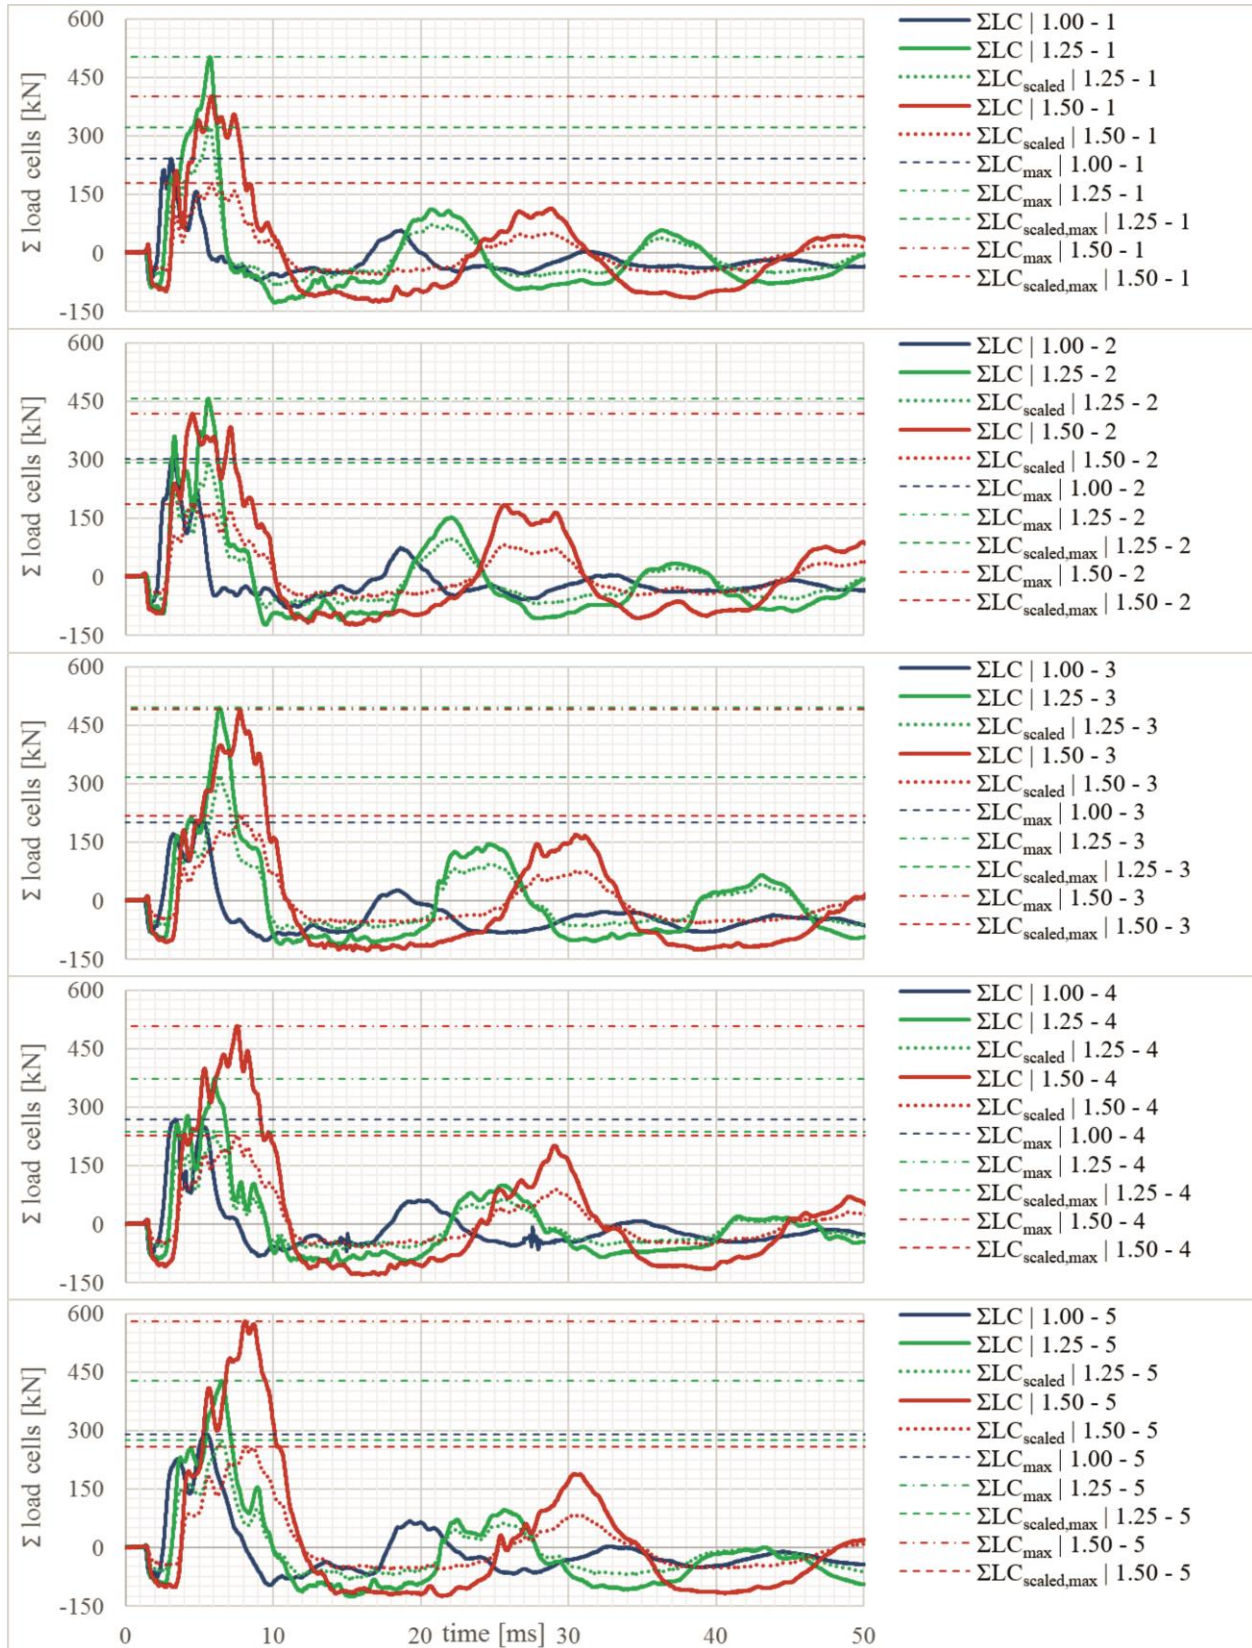 600
450
300
150
0
-150
Σ load cells [kN]
ΣLC | 1.00 - 1
ΣLC | 1.25 - 1
ΣLCscaled | 1.25 - 1
ΣLC | 1.50 - 1
ΣLCscaled | 1.50 - 1
ΣLCmax | 1.00 - 1
ΣLCmax | 1.25 - 1
ΣLCscaled,max | 1.25 - 1
ΣLCmax | 1.50 - 1
ΣLCscaled,max | 1.50 - 1
600
450
300
150
0
-150
Σ load cells [kN]
ΣLC | 1.00 - 2
ΣLC | 1.25 - 2
ΣLCscaled | 1.25 - 2
ΣLC | 1.50 - 2
ΣLCscaled | 1.50 - 2
ΣLCmax | 1.00 - 2
ΣLCmax | 1.25 - 2
ΣLCscaled,max | 1.25 - 2
ΣLCmax | 1.50 - 2
ΣLCscaled,max | 1.50 - 2
600
450
300
150
0
-150
Σ load cells [kN]
ΣLC | 1.00 - 3
ΣLC | 1.25 - 3
ΣLCscaled | 1.25 - 3
ΣLC | 1.50 - 3
ΣLCscaled | 1.50 - 3
ΣLCmax | 1.00 - 3
ΣLCmax | 1.25 - 3
ΣLCscaled,max | 1.25 - 3
ΣLCmax | 1.50 - 3
ΣLCscaled,max | 1.50 - 3
600
450
300
150
0
-150
Σ load cells [kN]
ΣLC | 1.00 - 4
ΣLC | 1.25 - 4
ΣLCscaled | 1.25 - 4
ΣLC | 1.50 - 4
ΣLCscaled | 1.50 - 4
ΣLCmax | 1.00 - 4
ΣLCmax | 1.25 - 4
ΣLCscaled,max | 1.25 - 4
ΣLCmax | 1.50 - 4
ΣLCscaled,max | 1.50 - 4
600
450
300
150
0
-150
Σ load cells [kN]
ΣLC | 1.00 - 5
ΣLC | 1.25 - 5
ΣLCscaled | 1.25 - 5
ΣLC | 1.50 - 5
ΣLCscaled | 1.50 - 5
ΣLCmax | 1.00 - 5
ΣLCmax | 1.25 - 5
ΣLCscaled,max | 1.25 - 5
ΣLCmax | 1.50 - 5
ΣLCscaled,max | 1.50 - 5
0 10 20 30 40 50
time [ms]